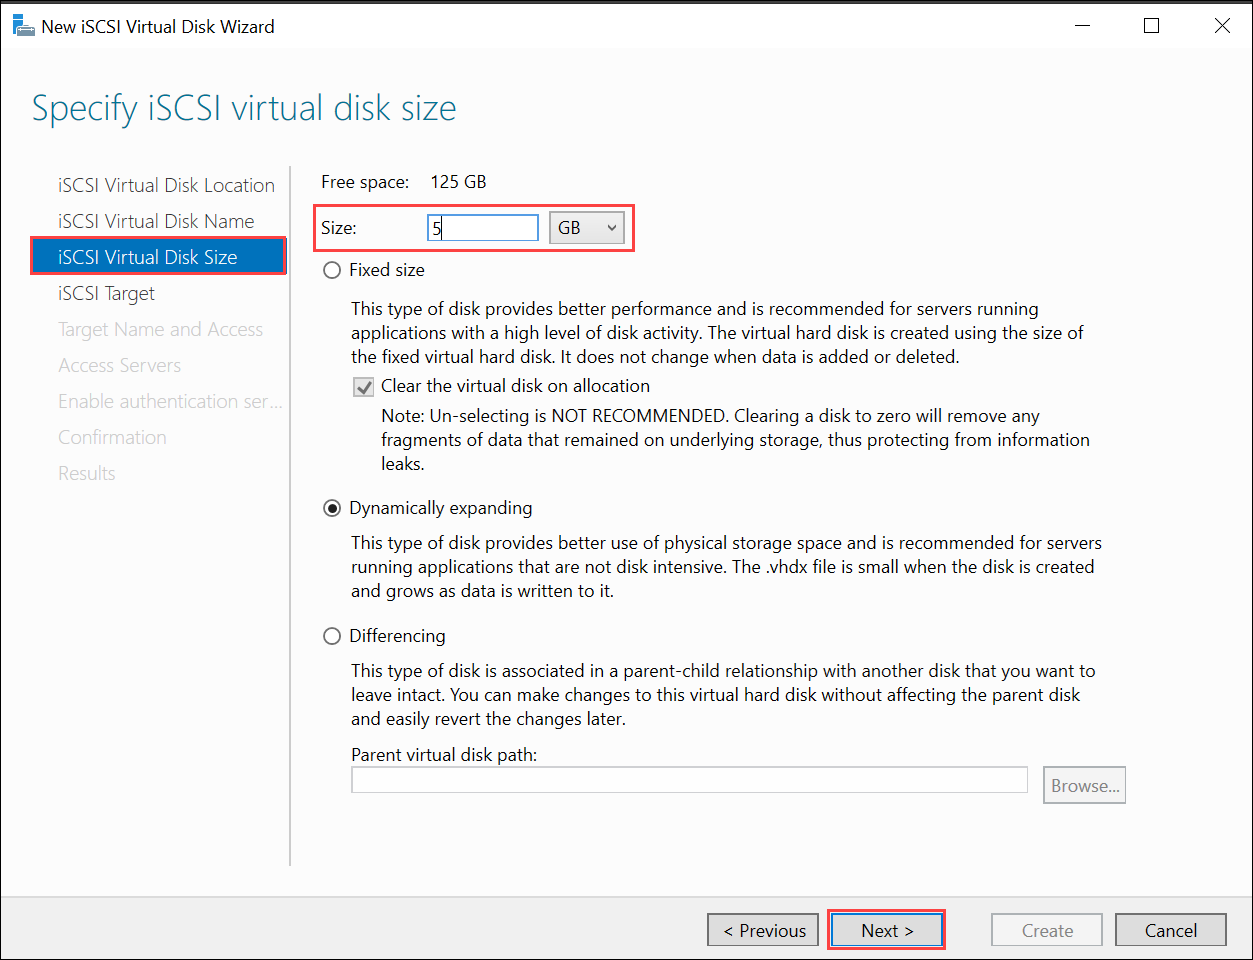 New iSCSI Virtual Disk Wizard
Specify iSCSI virtual disk size
iSCSI Virtual Disk Location
iSCSI Virtual Disk Name
iSCSI Virtual Disk Size
iSCSI Target
Target Name and Access
Access Servers
Enable authentication ser...
Confirmation
Results
Free space: 125 GB
Size: 5 GB
Fixed size
This type of disk provides better performance and is recommended for servers running
applications with a high level of disk activity. The virtual hard disk is created using the size of
the fixed virtual hard disk. It does not change when data is added or deleted.
Clear the virtual disk on allocation
Note: Un-selecting is NOT RECOMMENDED. Clearing a disk to zero will remove any
fragments of data that remained on underlying storage, thus protecting from information
leaks.
Dynamically expanding
This type of disk provides better use of physical storage space and is recommended for servers
running applications that are not disk intensive. The .vhdx file is small when the disk is created
and grows as data is written to it.
Differencing
This type of disk is associated in a parent-child relationship with another disk that you want to
leave intact. You can make changes to this virtual hard disk without affecting the parent disk
and easily revert the changes later.
Parent virtual disk path:
Browse...
< Previous
Next >
Create
Cancel